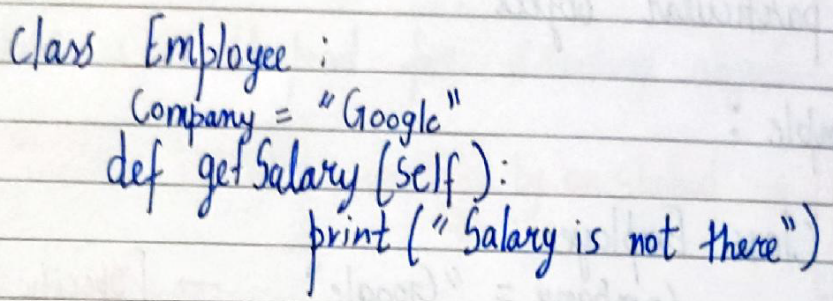 Class Employee :
Company = "Google"
def getSalary (self):
print ("Salary is not there")